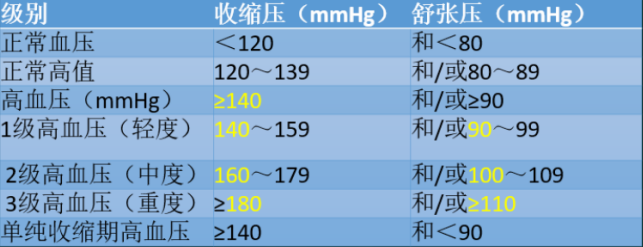 级别 收缩压（mmHg） 舒张压（mmHg）
正常血压 ＜120 和＜80
正常高值 120～139 和/或80～89
高血压（mmHg） ≥140 和/或≥90
1级高血压（轻度） 140～159 和/或90～99
2级高血压（中度） 160～179 和/或100～109
3级高血压（重度） ≥180 和/或≥110
单纯收缩期高血压 ≥140 和＜90